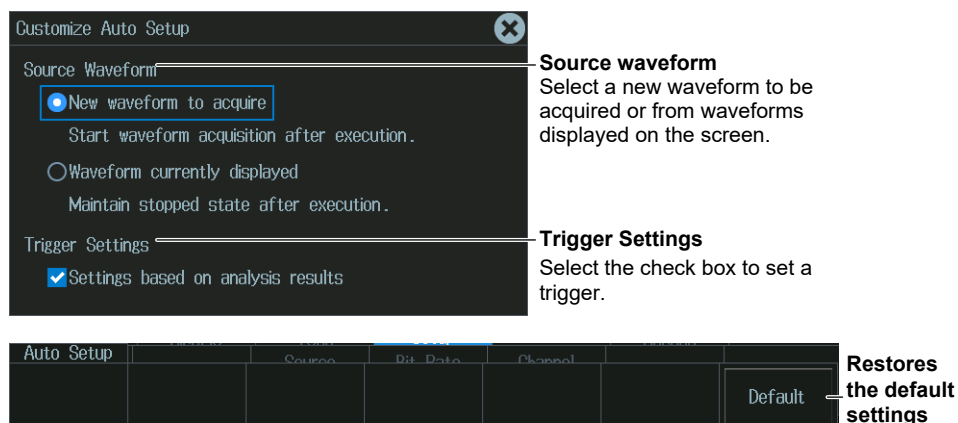 Customize Auto Setup
Source Waveform
New waveform to acquire
Start waveform acquisition after execution.
Waveform currently displayed
Maintain stopped state after execution.
Trigger Settings
Settings based on analysis results
Source waveform
Select a new waveform to be
acquired or from waveforms
displayed on the screen.
Trigger Settings
Select the check box to set a
trigger.
Auto Setup
Source
Bit Rate
Channel
Default
Restores
the default
settings